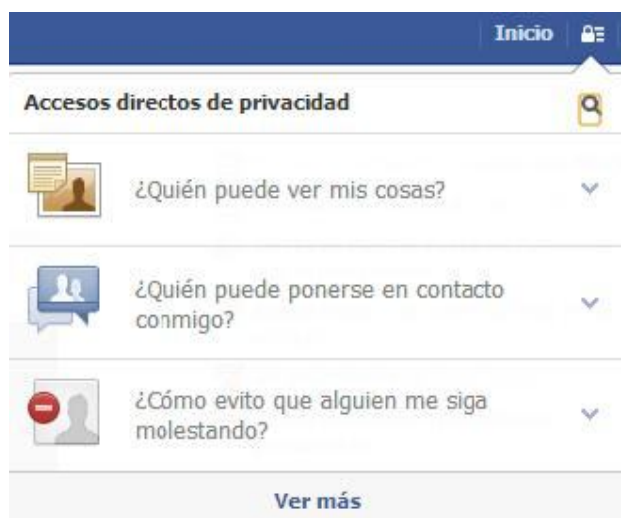 Inicio
Accesos directos de privacidad
¿Quién puede ver mis cosas?
¿Quién puede ponerse en contacto
conmigo?
¿Cómo evito que alguien me siga
molestando?
Ver más